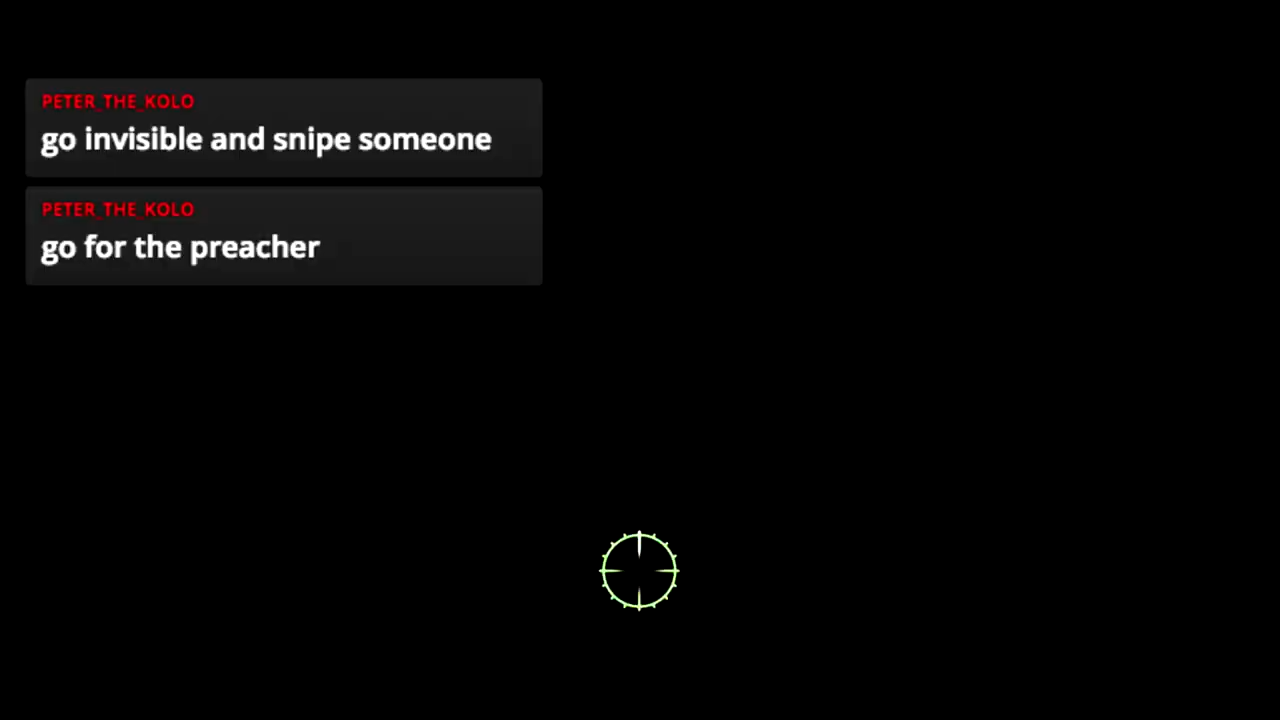 PETER_THE_KOLO
go invisible and snipe someone
PETER_THE_KOLO
go for the preacher